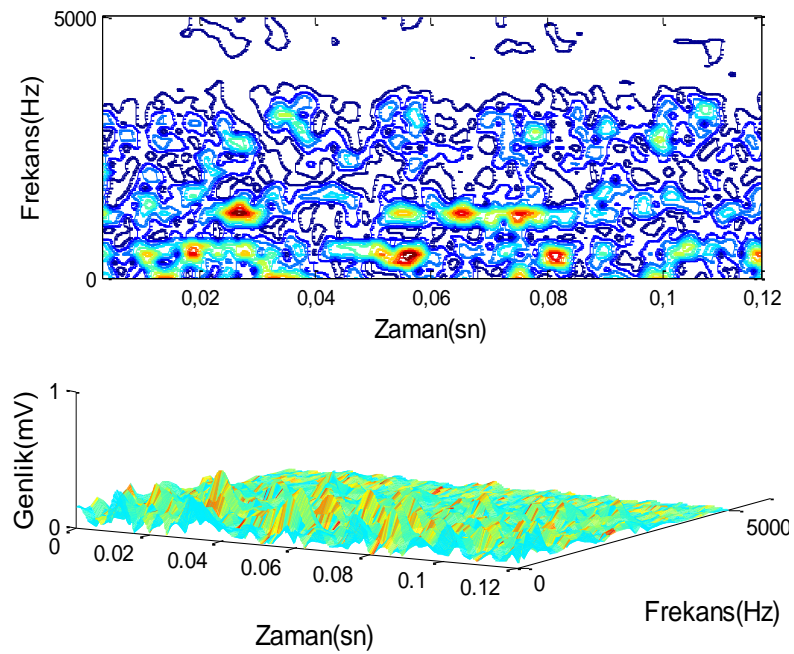 5000
Frekans(Hz)
0
0,02 0,04 0,06 0,08 0,1 0,12
Zaman(sn)
1
Genlik(mV)
0
0 0.02 0.04 0.06 0.08 0.1 0.12
0 5000
Zaman(sn)
Frekans(Hz)